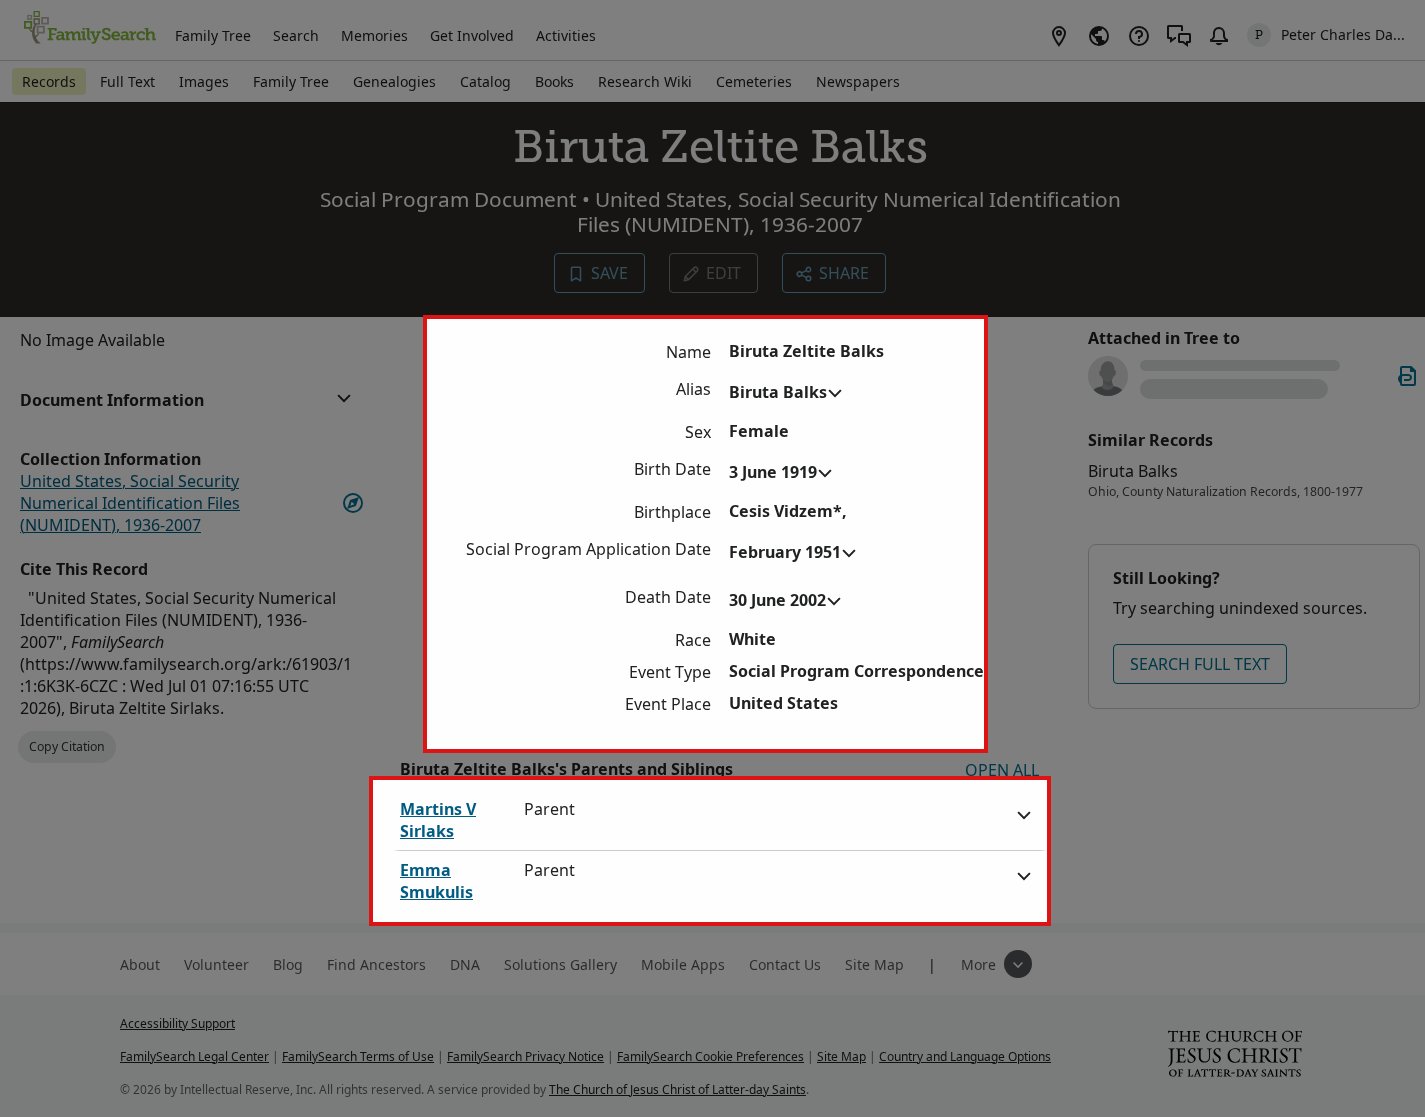 FamilySearch
Family Tree
Search
Memories
Get Involved
Activities
P
Peter Charles Da...
Records
Full Text
Images
Family Tree
Genealogies
Catalog
Books
Research Wiki
Cemeteries
Newspapers
Biruta Zeltite Balks
Social Program Document • United States, Social Security Numerical Identification
Files (NUMIDENT), 1936-2007
SAVE
EDIT
SHARE
No Image Available
Document Information
Collection Information
United States, Social Security
Numerical Identification Files
(NUMIDENT), 1936-2007
Cite This Record
"United States, Social Security Numerical
Identification Files (NUMIDENT), 1936-
2007", FamilySearch
(https://www.familysearch.org/ark:/61903/1
:1:6K3K-6CZC : Wed Jul 01 07:16:55 UTC
2026), Biruta Zeltite Sirlaks.
Copy Citation
Name Biruta Zeltite Balks
Alias Biruta Balks
Sex Female
Birth Date 3 June 1919
Birthplace Cesis Vidzem*,
Social Program Application Date February 1951
Death Date 30 June 2002
Race White
Event Type Social Program Correspondence
Event Place United States
Biruta Zeltite Balks's Parents and Siblings
OPEN ALL
Martins V
Sirlaks
Parent
Emma
Smukulis
Parent
Attached in Tree to
Similar Records
Biruta Balks
Ohio, County Naturalization Records, 1800-1977
Still Looking?
Try searching unindexed sources.
SEARCH FULL TEXT
About
Volunteer
Blog
Find Ancestors
DNA
Solutions Gallery
Mobile Apps
Contact Us
Site Map
|
More
Accessibility Support
FamilySearch Legal Center | FamilySearch Terms of Use | FamilySearch Privacy Notice | FamilySearch Cookie Preferences | Site Map | Country and Language Options
© 2026 by Intellectual Reserve, Inc. All rights reserved. A service provided by The Church of Jesus Christ of Latter-day Saints.
THE CHURCH OF
JESUS CHRIST
OF LATTER-DAY SAINTS